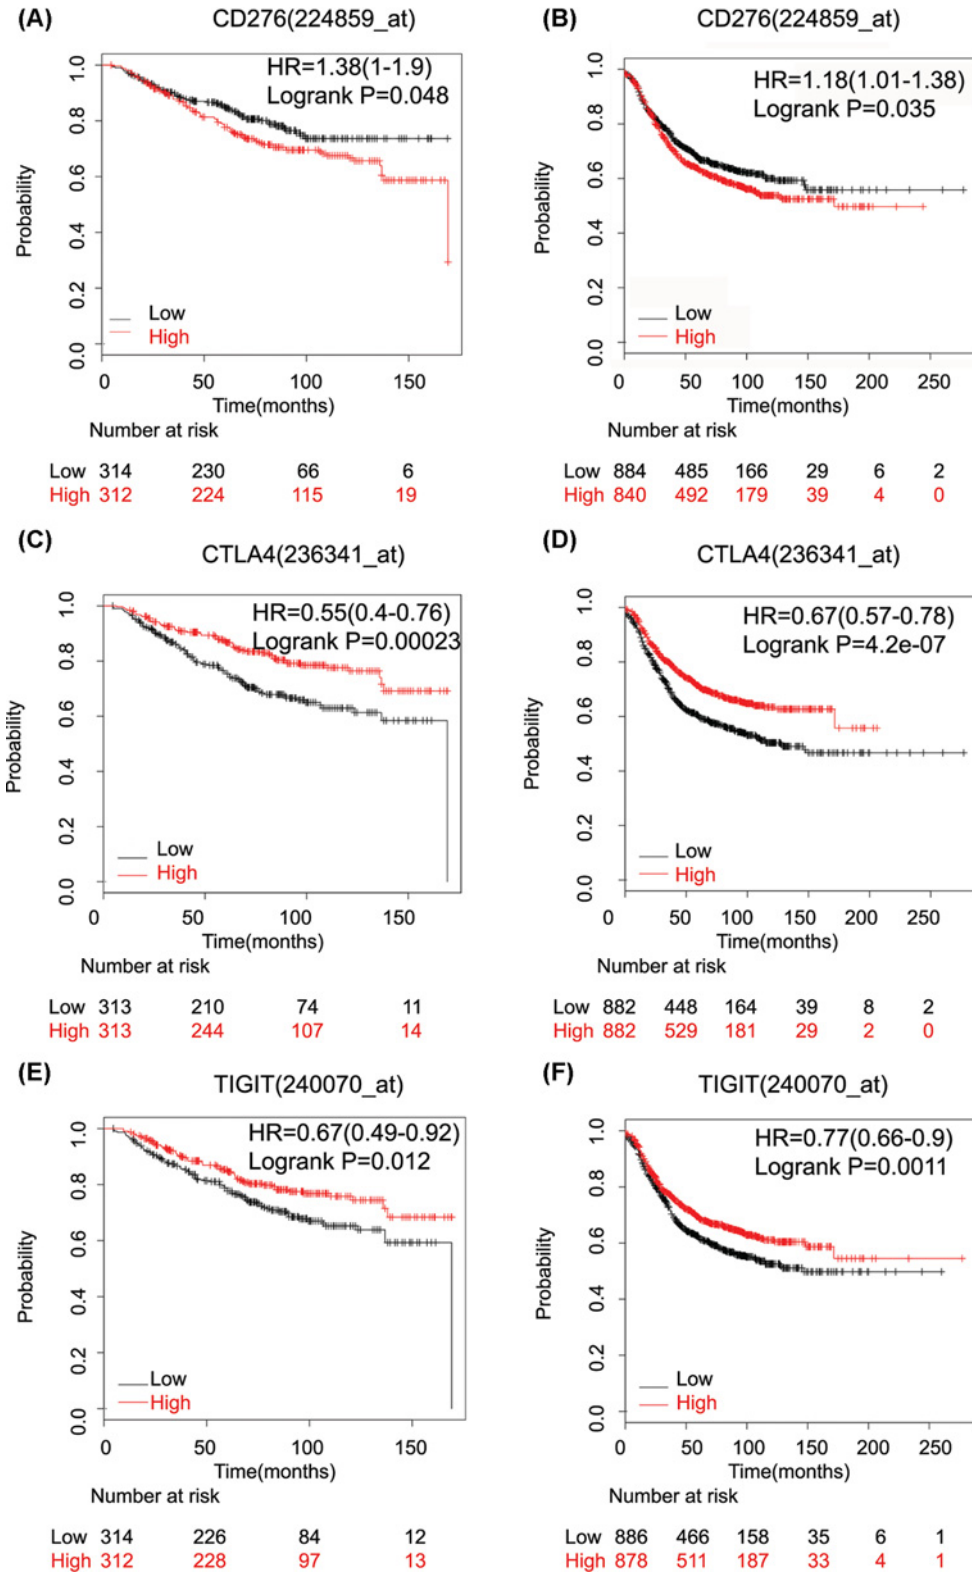 (A)
CD276(224859_at)
HR=1.38(1-1.9)
Logrank P=0.048
Probability
1.0
0.8
0.6
0.4
0.2
0.0
Low
High
0 50 100 150
Time(months)
Number at risk
Low 314 230 66 6
High 312 224 115 19
(B)
CD276(224859_at)
HR=1.18(1.01-1.38)
Logrank P=0.035
Probability
1.0
0.8
0.6
0.4
0.2
0.0
Low
High
0 50 100 150 200 250
Time(months)
Number at risk
Low 884 485 166 29 6 2
High 840 492 179 39 4 0
(C)
CTLA4(236341_at)
HR=0.55(0.4-0.76)
Logrank P=0.00023
Probability
1.0
0.8
0.6
0.4
0.2
0.0
Low
High
0 50 100 150
Time(months)
Number at risk
Low 313 210 74 11
High 313 244 107 14
(D)
CTLA4(236341_at)
HR=0.67(0.57-0.78)
Logrank P=4.2e-07
Probability
1.0
0.8
0.6
0.4
0.2
0.0
Low
High
0 50 100 150 200 250
Time(months)
Number at risk
Low 882 448 164 39 8 2
High 882 529 181 29 2 0
(E)
TIGIT(240070_at)
HR=0.67(0.49-0.92)
Logrank P=0.012
Probability
1.0
0.8
0.6
0.4
0.2
0.0
Low
High
0 50 100 150
Time(months)
Number at risk
Low 314 226 84 12
High 312 228 97 13
(F)
TIGIT(240070_at)
HR=0.77(0.66-0.9)
Logrank P=0.0011
Probability
1.0
0.8
0.6
0.4
0.2
0.0
Low
High
0 50 100 150 200 250
Time(months)
Number at risk
Low 886 466 158 35 6 1
High 878 511 187 33 4 1